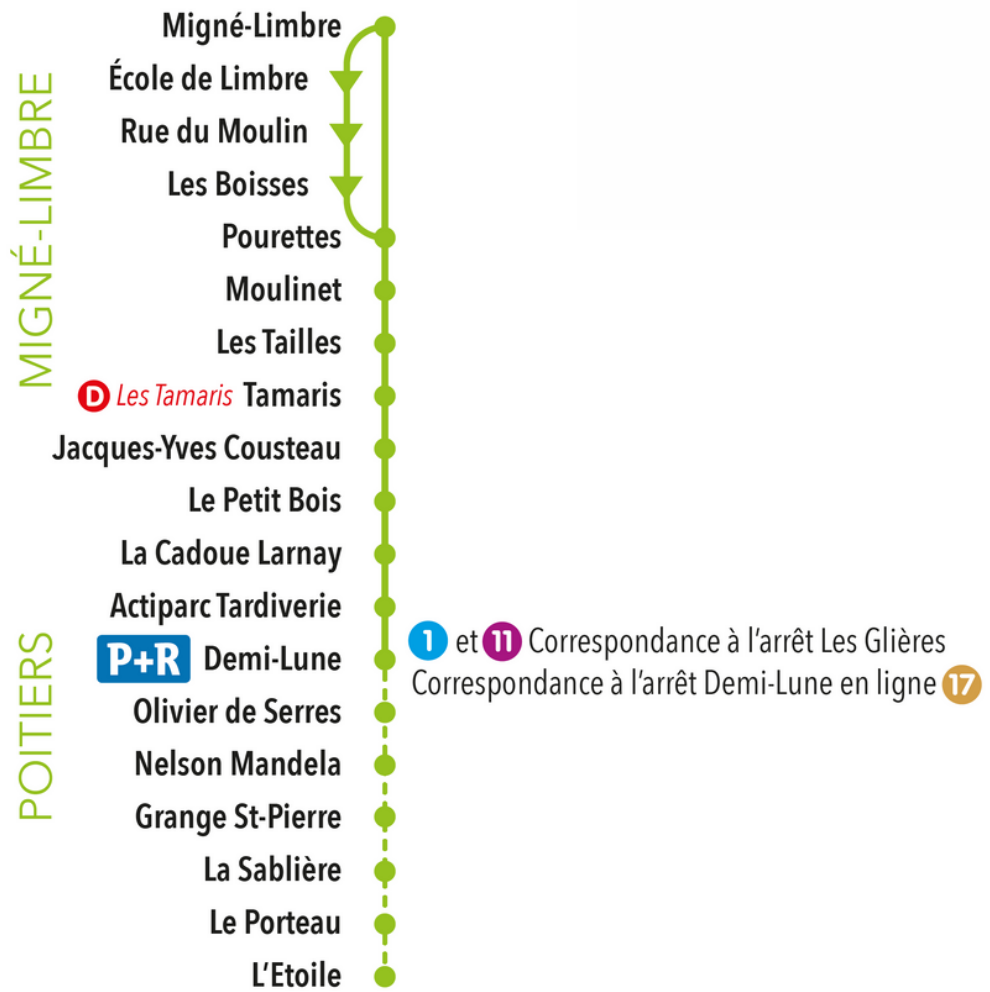 Migné-Limbre
École de Limbre
Rue du Moulin
Les Boisses
Pourettes
Moulinet
Les Tailles
D Les Tamaris Tamaris
Jacques-Yves Cousteau
Le Petit Bois
La Cadoue Larnay
Actiparc Tardiverie
P+R Demi-Lune
1 et 11 Correspondance à l'arrêt Les Glières
Correspondance à l'arrêt Demi-Lune en ligne 17
Olivier de Serres
Nelson Mandela
Grange St-Pierre
La Sablière
Le Porteau
L'Etoile
MIGNÉ-LIMBRE
POITIERS